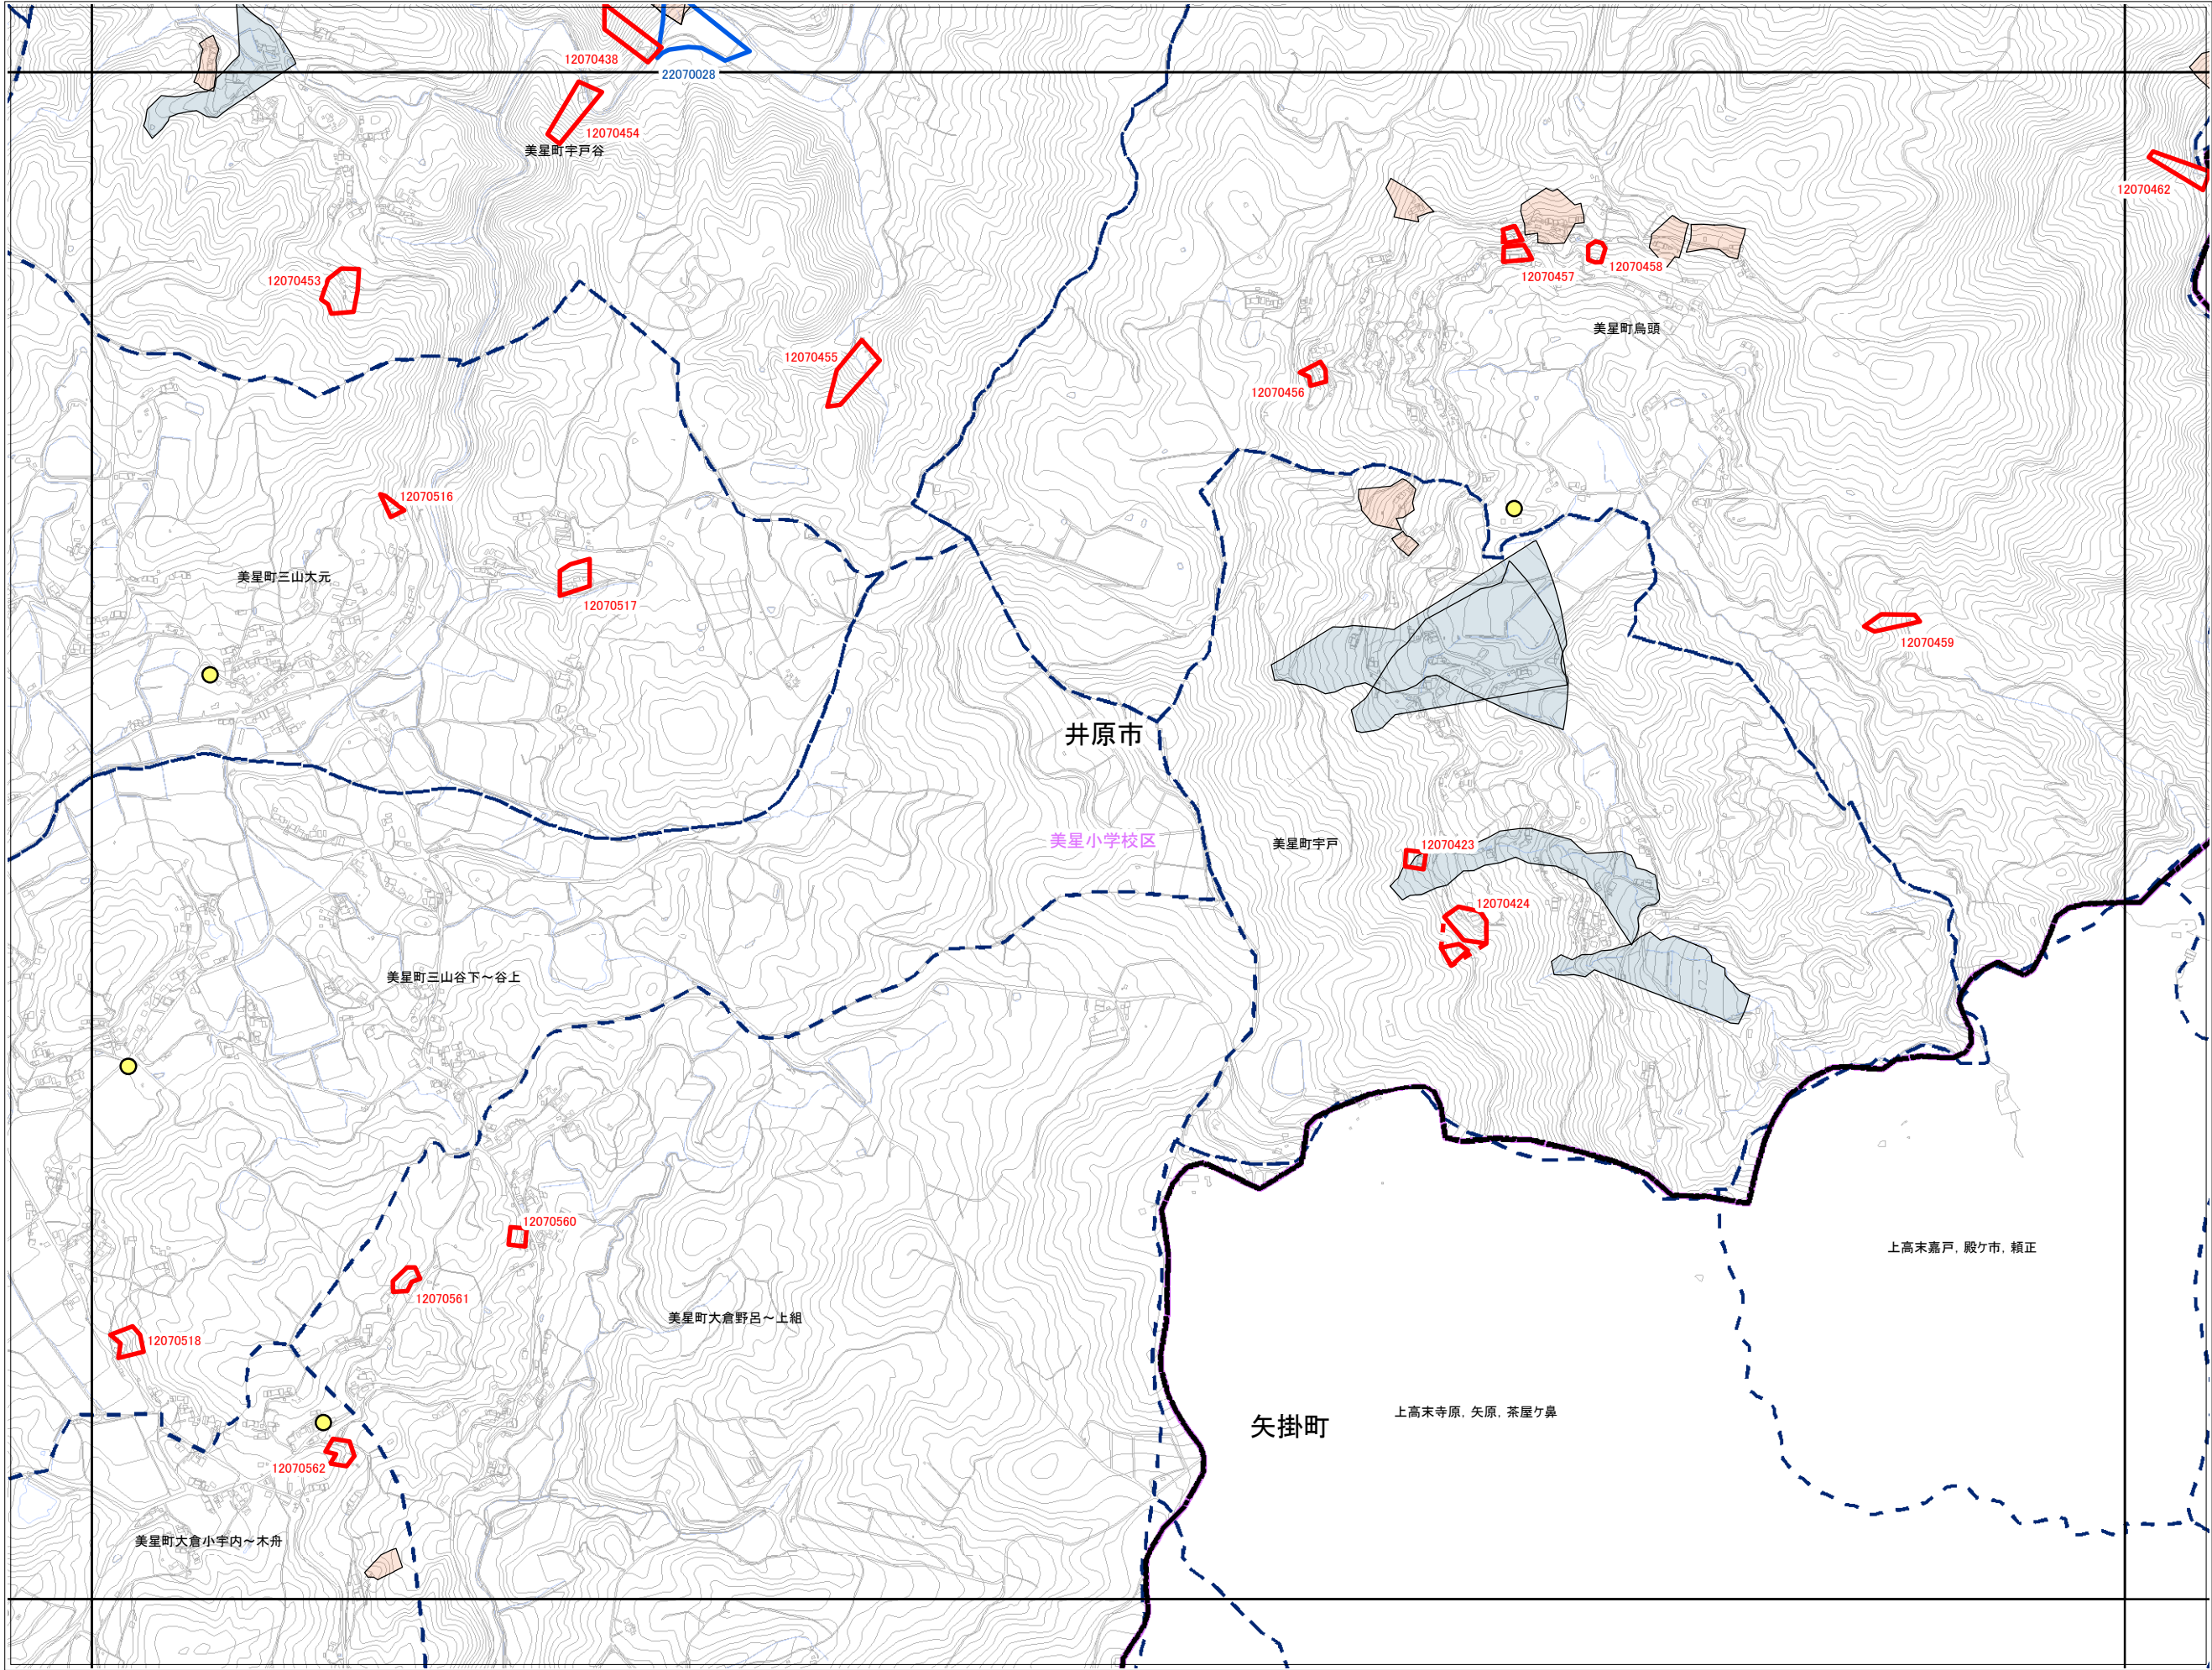 12070438
22070028
12070454
美星町宇戸谷
12070462
12070453
12070457
12070458
美星町烏頭
12070455
12070456
12070516
美星町三山大元
12070517
12070459
井原市
美星小学校区
美星町宇戸
12070423
12070424
美星町三山谷下～谷上
12070560
上高末嘉戸, 殿ケ市, 頼正
12070561
美星町大倉野呂～上組
12070518
上高末寺原, 矢原, 茶屋ケ鼻
矢掛町
12070562
美星町大倉小宇内～木舟